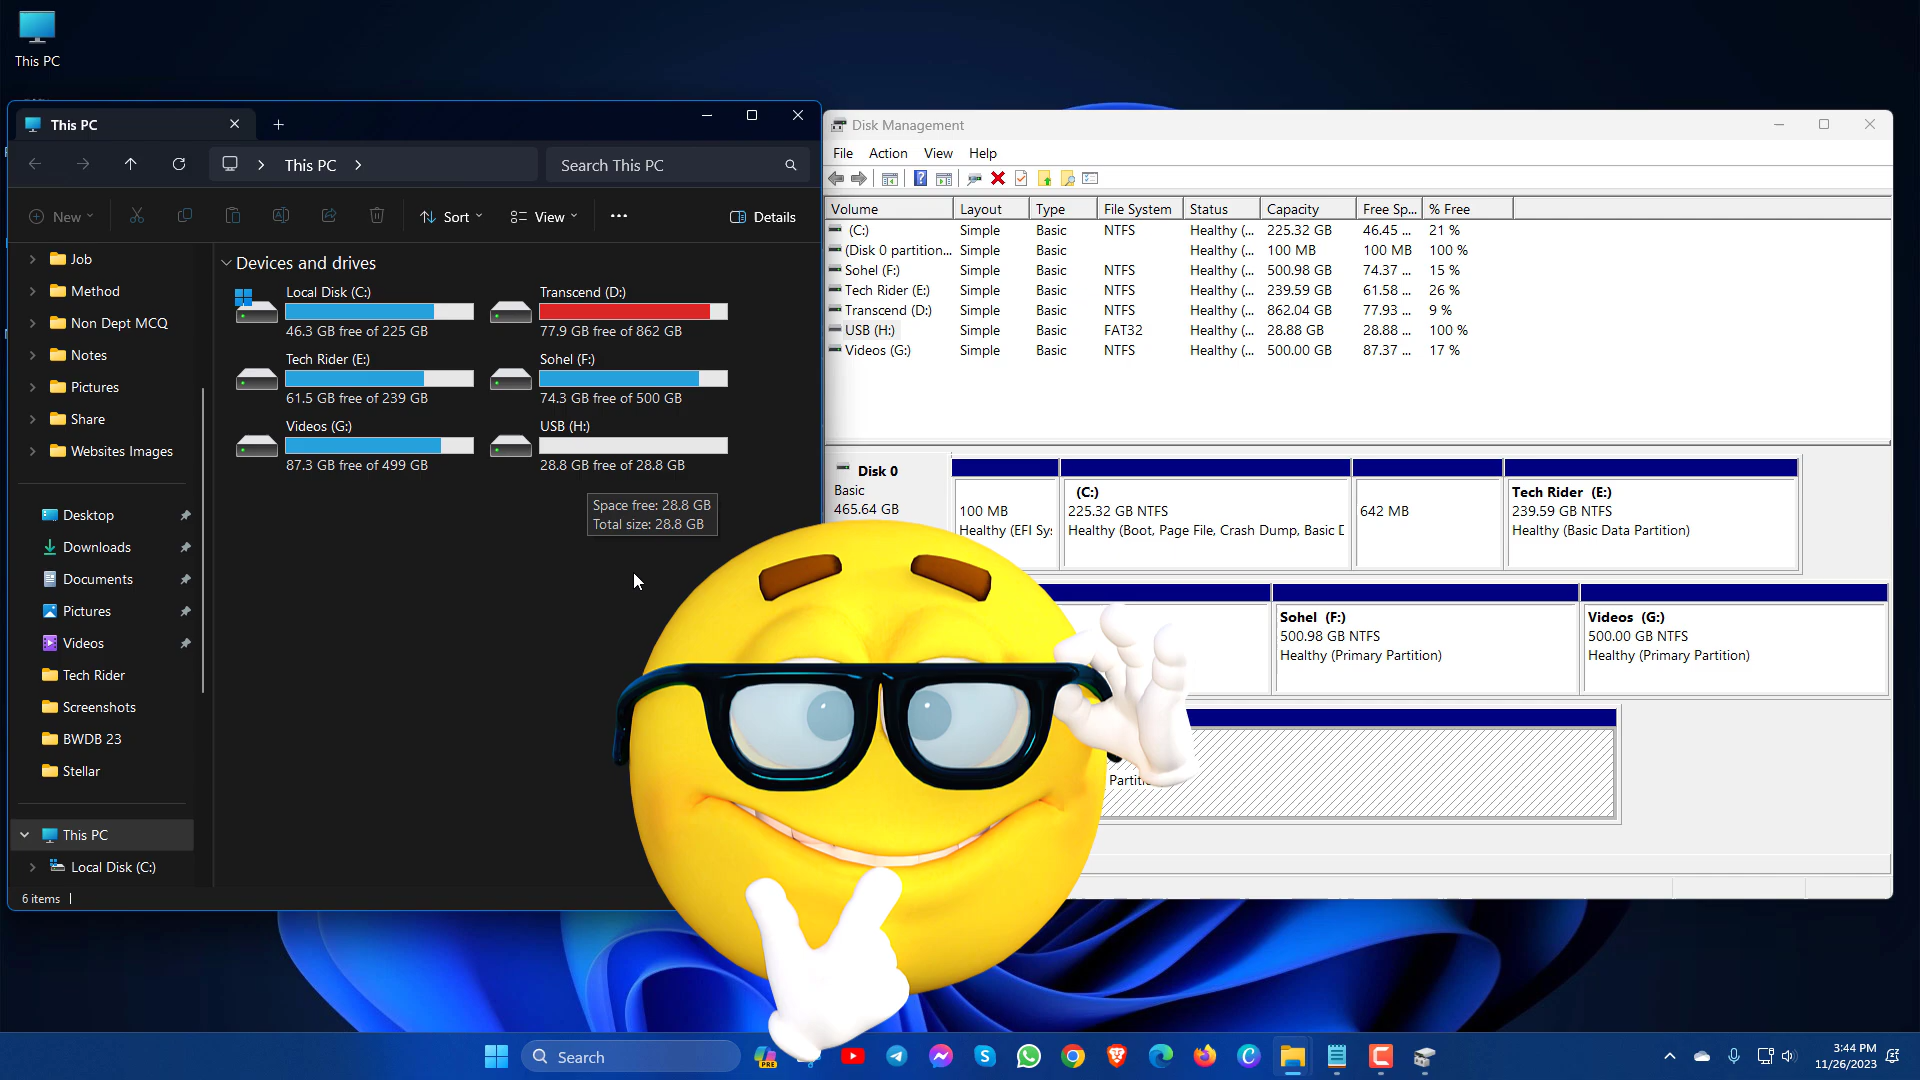 This PC
This PC
This PC
Search This PC
New
Sort
View
Details
Job
Method
Non Dept MCQ
Notes
Pictures
Share
Websites Images
Desktop
Downloads
Documents
Pictures
Videos
Tech Rider
Screenshots
BWDB 23
Stellar
This PC
Local Disk (C:)
6 items
Devices and drives
Local Disk (C:)
46.3 GB free of 225 GB
Transcend (D:)
77.9 GB free of 862 GB
Tech Rider (E:)
61.5 GB free of 239 GB
Sohel (F:)
74.3 GB free of 500 GB
Videos (G:)
87.3 GB free of 499 GB
USB (H:)
28.8 GB free of 28.8 GB
Space free: 28.8 GB
Total size: 28.8 GB
Disk Management
File Action View Help
Volume Layout Type File System Status Capacity Free Sp... % Free
(C:) Simple Basic NTFS Healthy (... 225.32 GB 46.45 ... 21 %
(Disk 0 partition... Simple Basic Healthy (... 100 MB 100 MB 100 %
Sohel (F:) Simple Basic NTFS Healthy (... 500.98 GB 74.37 ... 15 %
Tech Rider (E:) Simple Basic NTFS Healthy (... 239.59 GB 61.58 ... 26 %
Transcend (D:) Simple Basic NTFS Healthy (... 862.04 GB 77.93 ... 9 %
USB (H:) Simple Basic FAT32 Healthy (... 28.88 GB 28.88 ... 100 %
Videos (G:) Simple Basic NTFS Healthy (... 500.00 GB 87.37 ... 17 %
Disk 0
Basic
465.64 GB
100 MB
Healthy (EFI Sy
(C:)
225.32 GB NTFS
Healthy (Boot, Page File, Crash Dump, Basic D
642 MB
Tech Rider (E:)
239.59 GB NTFS
Healthy (Basic Data Partition)
Sohel (F:)
500.98 GB NTFS
Healthy (Primary Partition)
Videos (G:)
500.00 GB NTFS
Healthy (Primary Partition)
Search
PRE
3:44 PM
11/26/2023